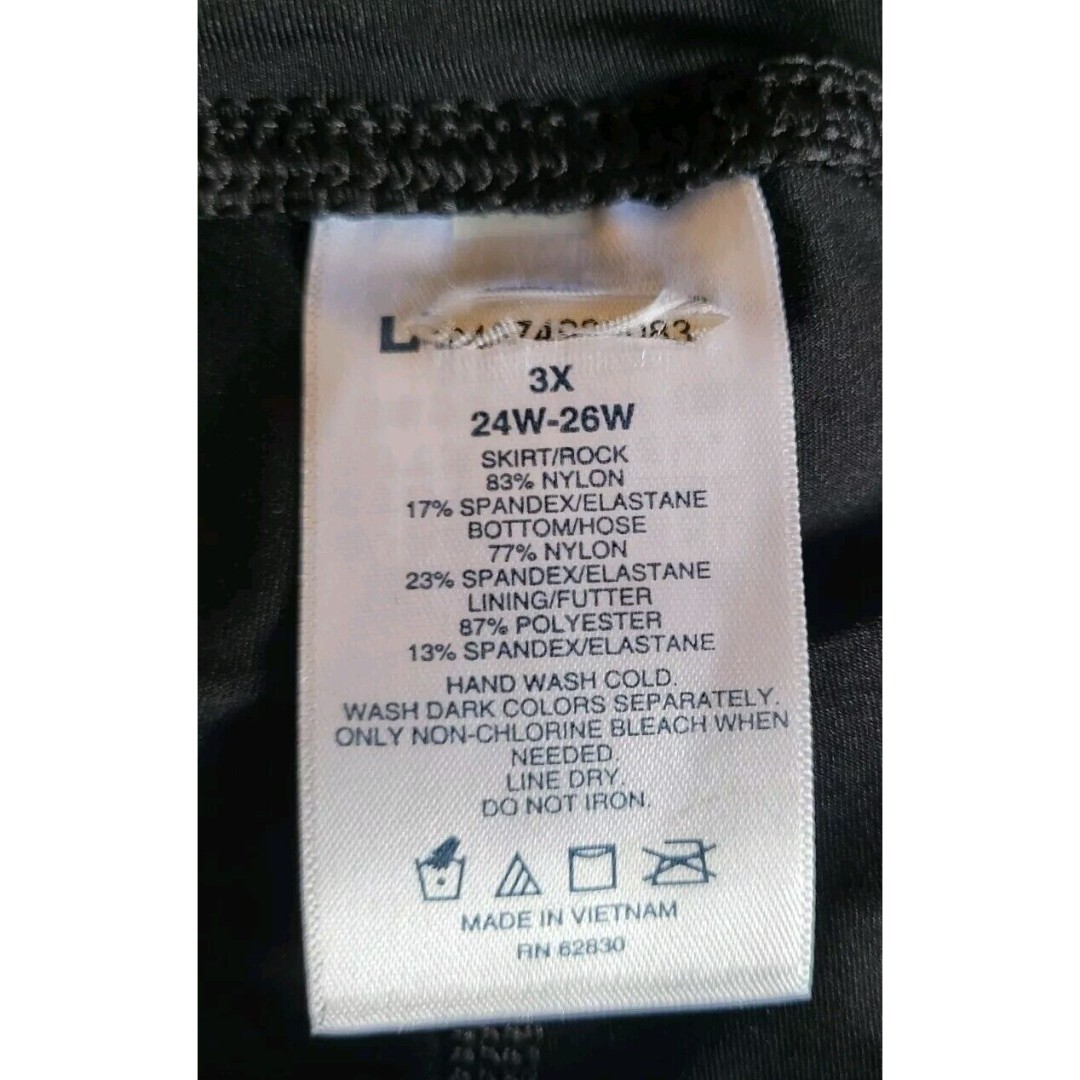 3X
24W-26W
SKIRT/ROCK
83% NYLON
17% SPANDEX/ELASTANE
BOTTOM/HOSE
77% NYLON
23% SPANDEX/ELASTANE
LINING/FUTTER
87% POLYESTER
13% SPANDEX/ELASTANE
HAND WASH COLD.
WASH DARK COLORS SEPARATELY.
ONLY NON-CHLORINE BLEACH WHEN
NEEDED.
LINE DRY.
DO NOT IRON.
MADE IN VIETNAM
RN 62830